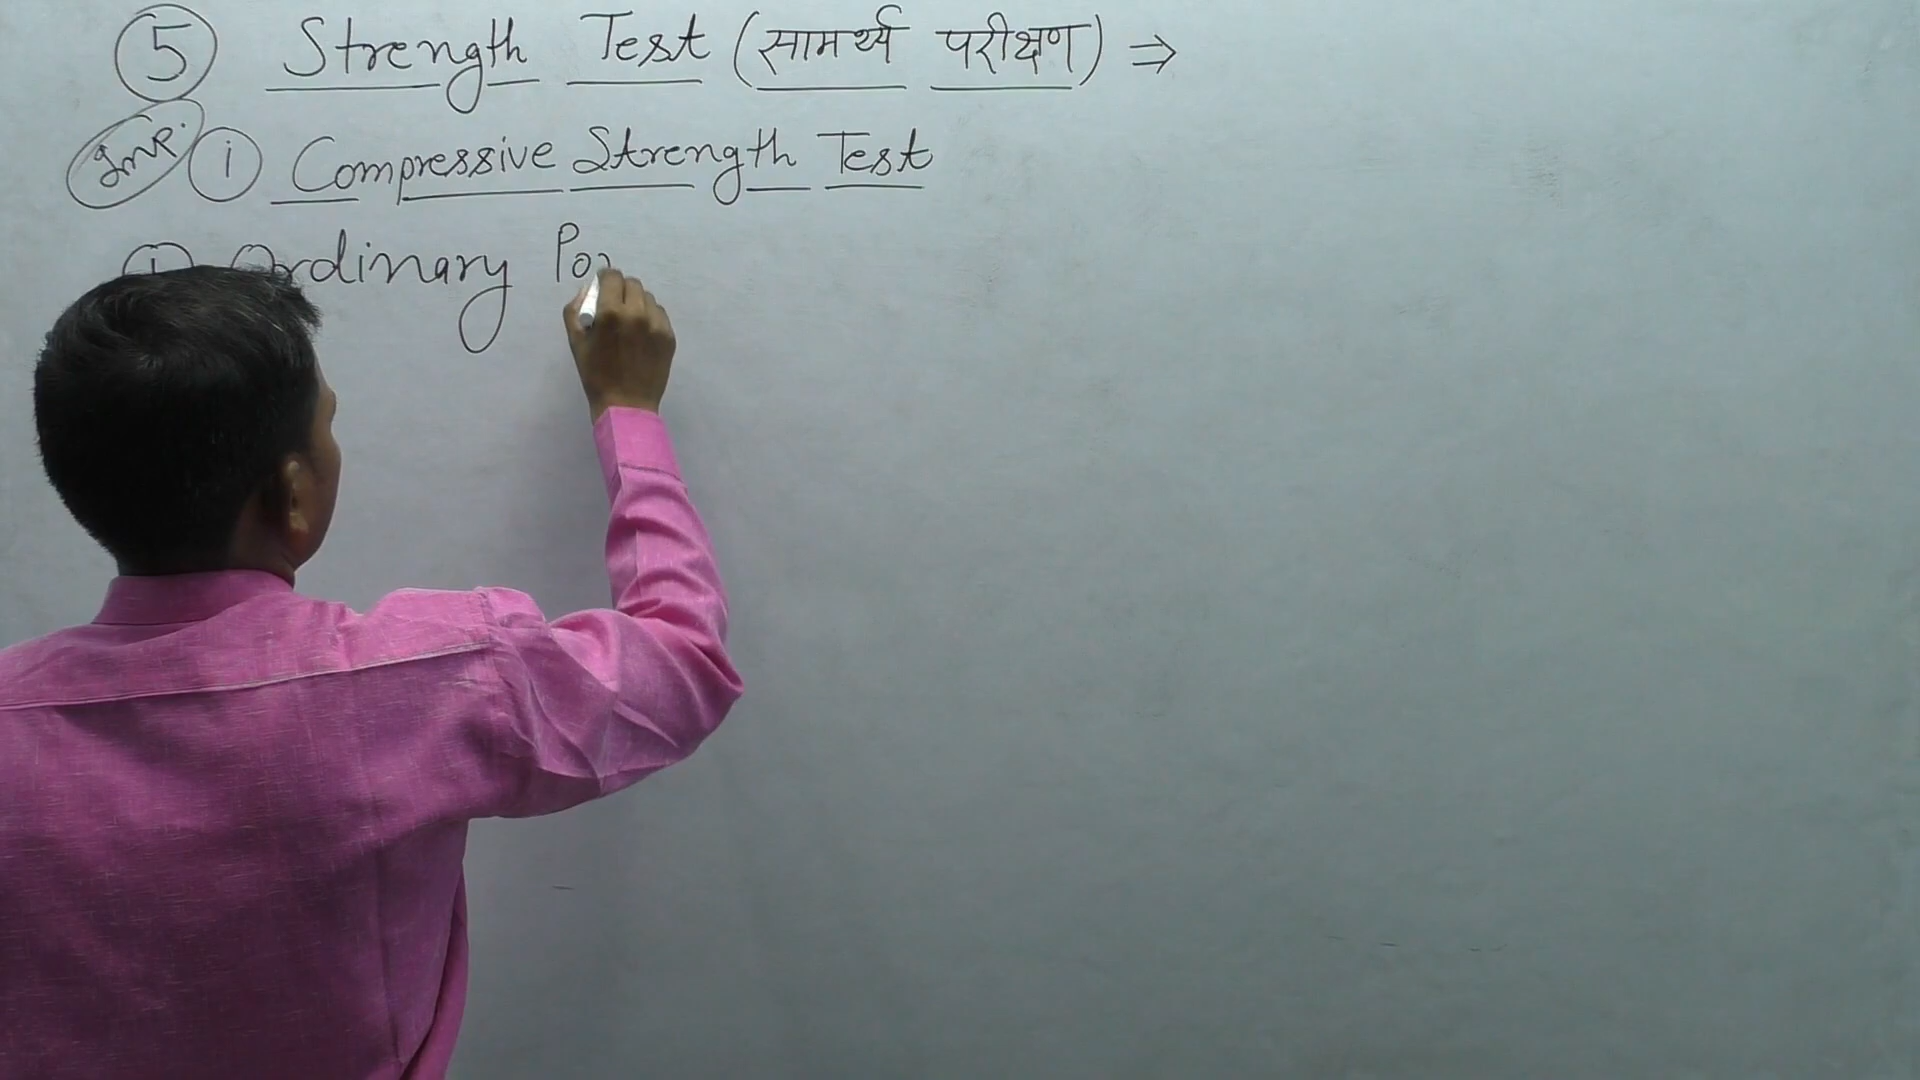 5 Strength Test (सामर्थ्य परीक्षण) ⇒
Imp. i Compressive Strength Test
Ordinary Po